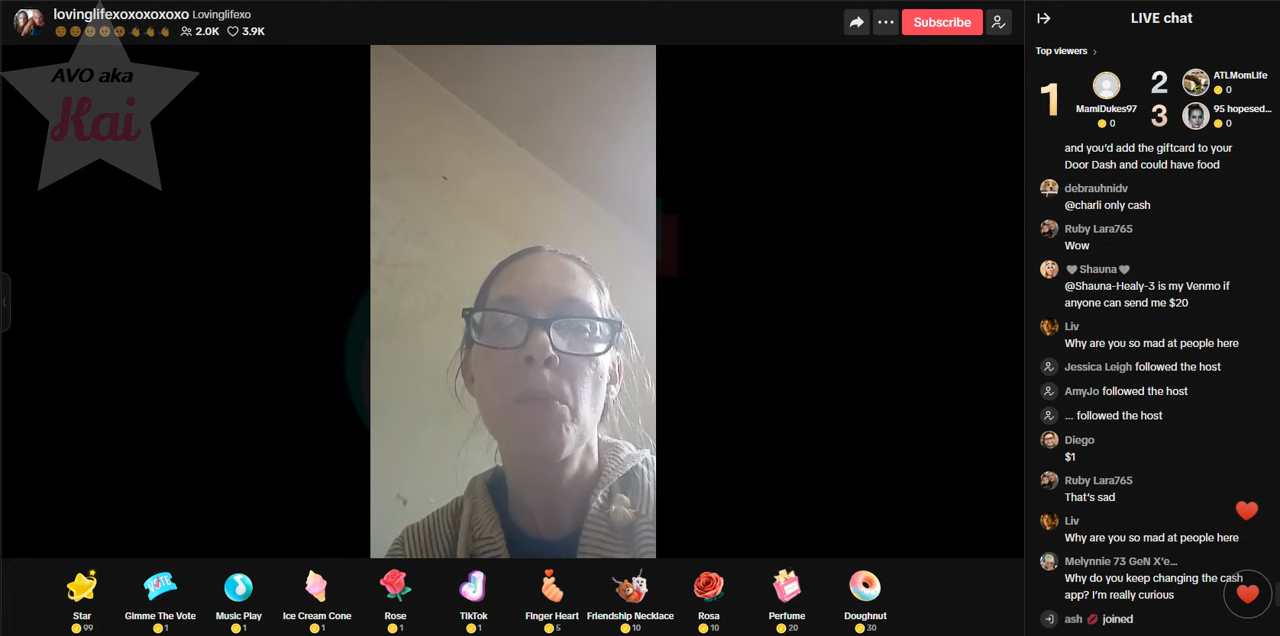 lovinglifexoxoxoxoxo Lovinglifexo
2.0K 3.9K
Subscribe
AVO aka
Kai
LIVE chat
Top viewers
1
MamiDukes97
0
2
ATLMomLife
0
3
95 hopesed...
0
and you'd add the giftcard to your
Door Dash and could have food
debrauhnidv
@charli only cash
Ruby Lara765
Wow
🩶 Shauna 🩶
@Shauna-Healy-3 is my Venmo if
anyone can send me $20
Liv
Why are you so mad at people here
Jessica Leigh followed the host
AmyJo followed the host
... followed the host
Diego
$1
Ruby Lara765
That's sad
Liv
Why are you so mad at people here
Melynnie 73 GeN X'e...
Why do you keep changing the cash
app? I'm really curious
ash 💋 joined
Star
99
VOTE
Gimme The Vote
1
Music Play
1
Ice Cream Cone
1
Rose
1
TikTok
1
Finger Heart
5
Friendship Necklace
10
Rosa
10
Perfume
20
Doughnut
30